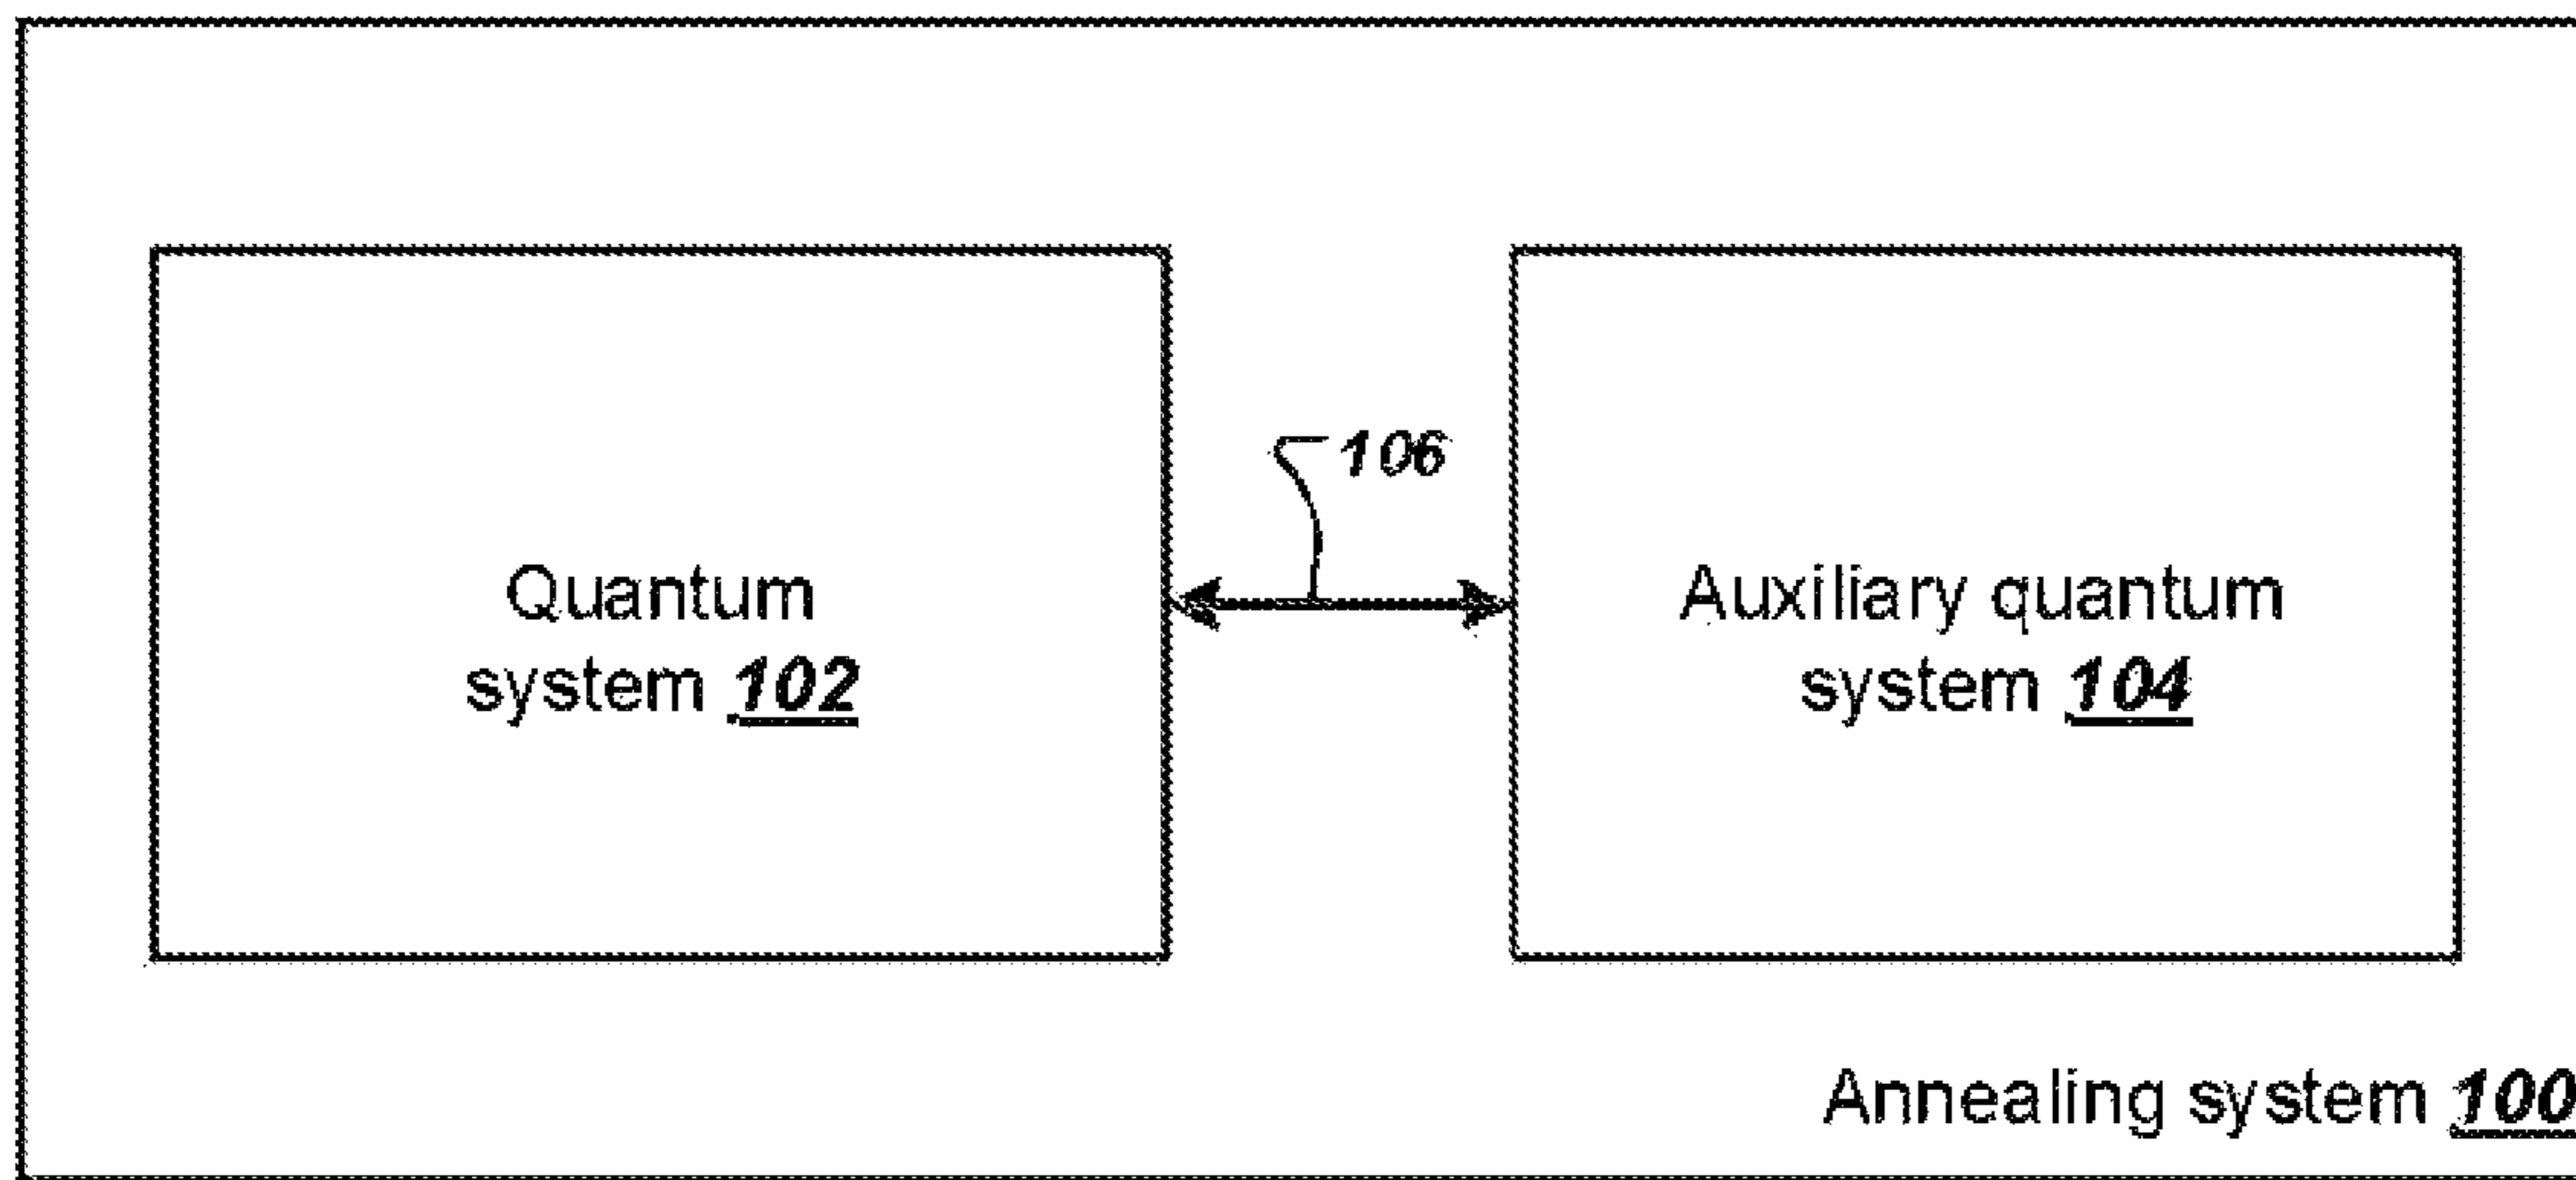 106
Quantum
system 102
Auxiliary quantum
system 104
Annealing system 100